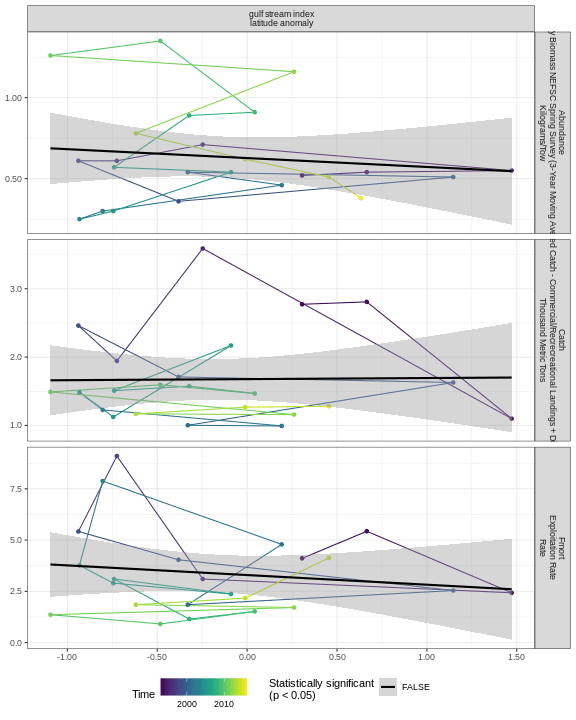 gulf stream index
latitude anomaly
1.00
0.50
Abundance
Biomass NEFSC Spring Survey (3-Year Moving
Kilograms/tow
3.0
2.0
1.0
Catch
Catch - Commercial/Recreational Landings +
Thousand Metric Tons
7.5
5.0
2.5
0.0
Fmort
Exploitation Rate
Rate
-1.00
-0.50
0.00
0.50
1.00
1.50
Time
2000
2010
Statistically significant
(p < 0.05)
FALSE